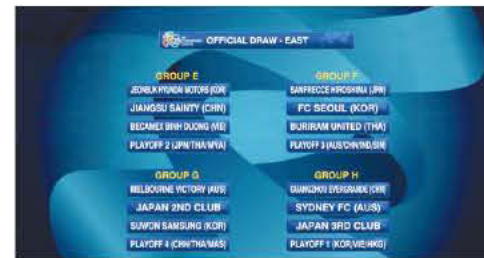 OFFICIAL DRAW - EAST
GROUP E
JEONBUK HYUNDAI MOTORS (KOR)
JIANGSU SAINTY (CHN)
BECAMEX BINH DUONG (VIE)
PLAYOFF 2 (JPN/THA/MYA)
GROUP F
SANFRECCE HIROSHIMA (JPN)
FC SEOUL (KOR)
BURIRAM UNITED (THA)
PLAYOFF 3 (AUS/CHN/IND/SIN)
GROUP G
MELBOURNE VICTORY (AUS)
JAPAN 2ND CLUB
SUWON SAMSUNG (KOR)
PLAYOFF 4 (CHN/THA/MAS)
GROUP H
GUANGZHOU EVERGRANDE (CHN)
SYDNEY FC (AUS)
JAPAN 3RD CLUB
PLAYOFF 1 (KOR/VIE/HKG)